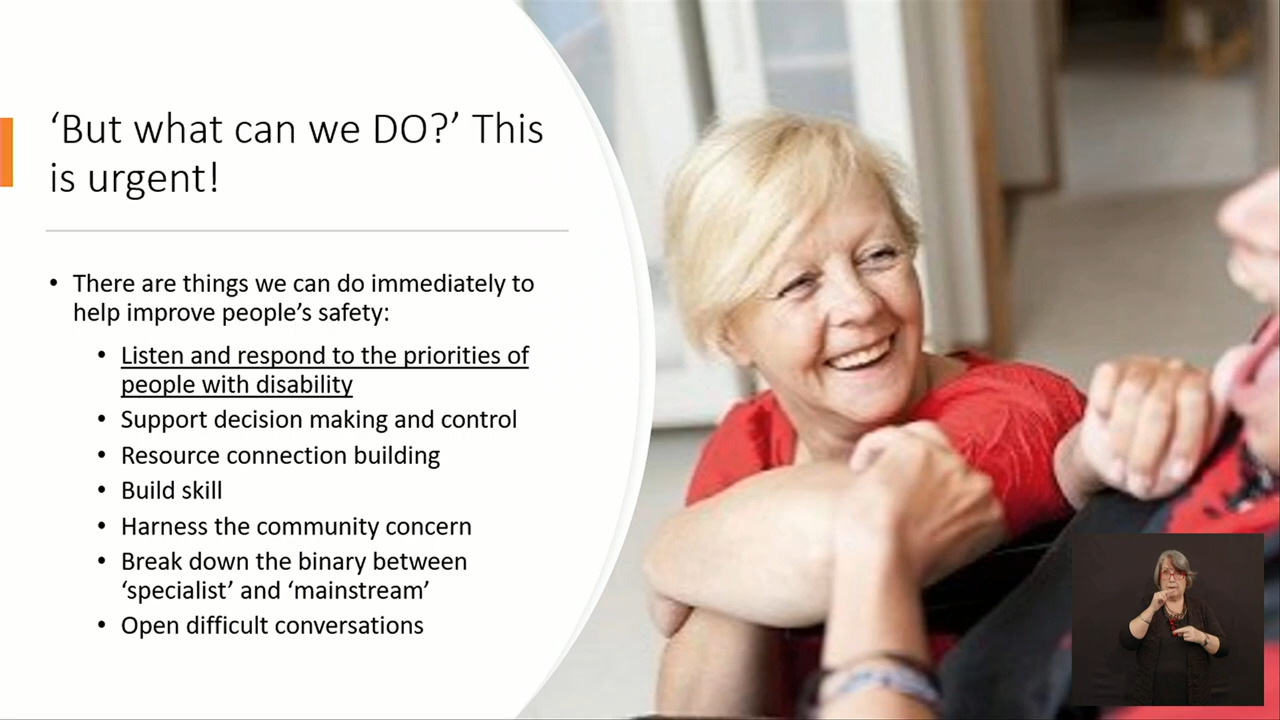 ‘But what can we DO?’ This
is urgent!
• There are things we can do immediately to
help improve people’s safety:
• Listen and respond to the priorities of
people with disability
• Support decision making and control
• Resource connection building
• Build skill
• Harness the community concern
• Break down the binary between
‘specialist’ and ‘mainstream’
• Open difficult conversations